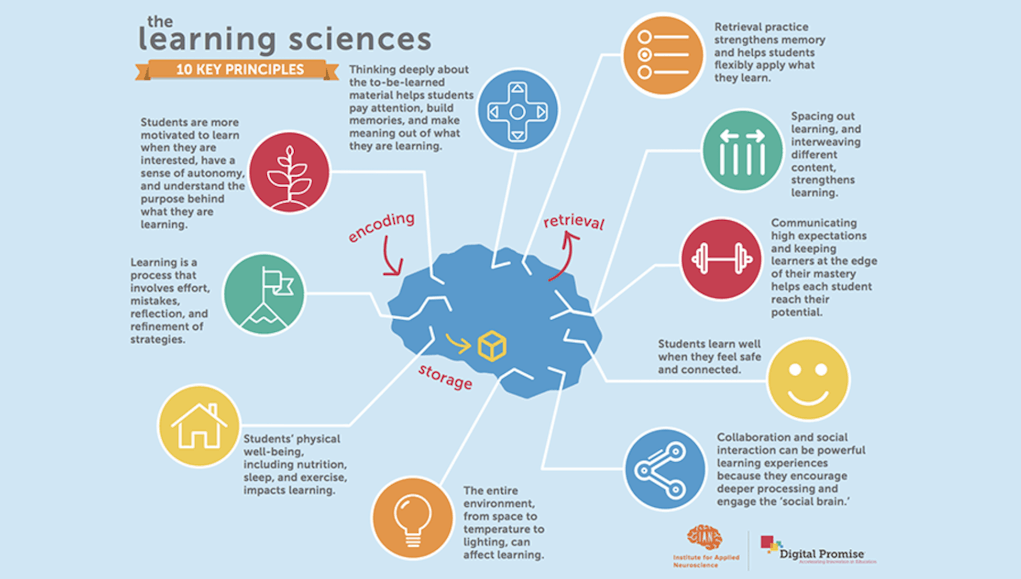 the
learning sciences
10 KEY PRINCIPLES
Thinking deeply about
the to-be-learned
material helps students
pay attention, build
memories, and make
meaning out of what
they are learning.
Retrieval practice
strengthens memory
and helps students
flexibly apply what
they learn.
Students are more
motivated to learn
when they are
interested, have a
sense of autonomy,
and understand the
purpose behind
what they are
learning.
Spacing out
learning, and
interweaving
different
content,
strengthens
learning.
encoding
retrieval
storage
Communicating
high expectations
and keeping
learners at the edge
of their mastery
helps each student
reach their
potential.
Learning is a
process that
involves effort,
mistakes,
reflection, and
refinement of
strategies.
Students learn well
when they feel safe
and connected.
Students' physical
well-being,
including nutrition,
sleep, and exercise,
impacts learning.
Collaboration and social
interaction can be powerful
learning experiences
because they encourage
deeper processing and
engage the 'social brain.'
The entire
environment,
from space to
temperature to
lighting, can
affect learning.
IAN
Institute for Applied
Neuroscience
Digital Promise
Accelerating Innovation in Education